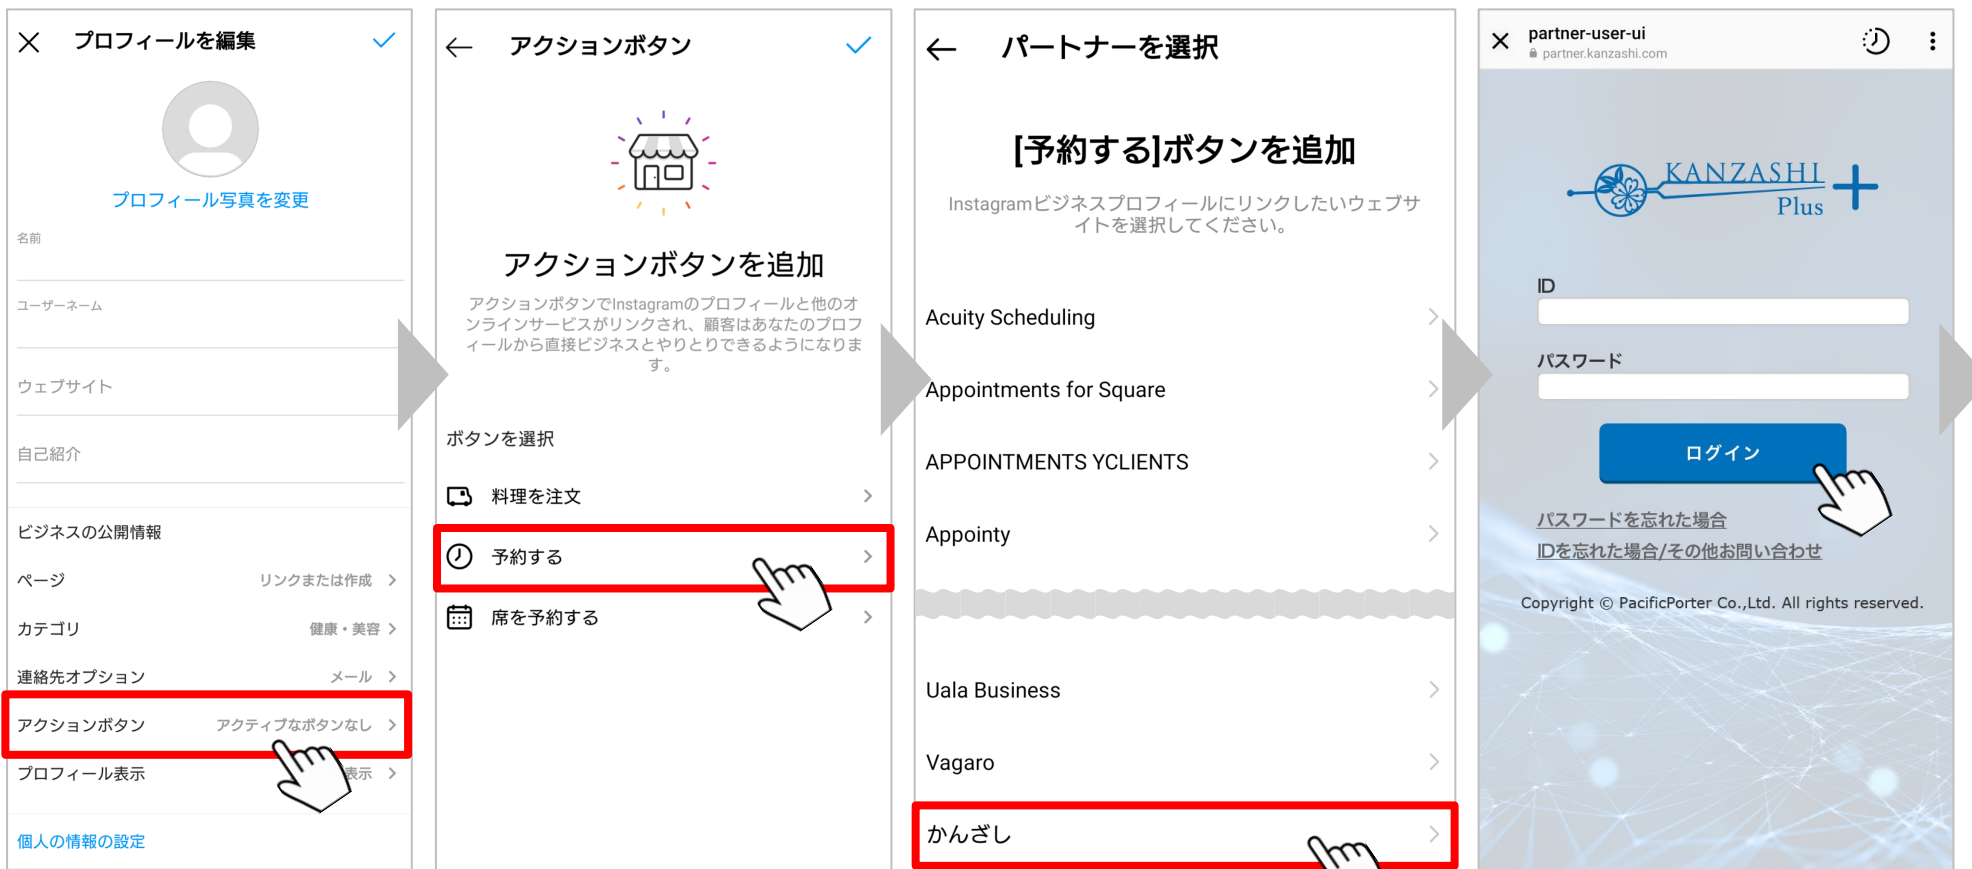 プロフィールを編集
プロフィール写真を変更
名前
ユーザーネーム
ウェブサイト
自己紹介
ビジネスの公開情報
ページ リンクまたは作成
カテゴリ 健康・美容
連絡先オプション メール
アクションボタン アクティブなボタンなし
プロフィール表示 表示
個人の情報の設定
アクションボタン
アクションボタンを追加
アクションボタンでInstagramのプロフィールと他のオ
ンラインサービスがリンクされ、顧客はあなたのプロフ
ィールから直接ビジネスとやりとりできるようになりま
す。
ボタンを選択
料理を注文
予約する
席を予約する
パートナーを選択
[予約する]ボタンを追加
Instagramビジネスプロフィールにリンクしたいウェブサ
イトを選択してください。
Acuity Scheduling
Appointments for Square
APPOINTMENTS YCLIENTS
Appointy
Uala Business
Vagaro
かんざし
partner-user-ui
partner.kanzashi.com
KANZASHI
Plus
ID
パスワード
ログイン
パスワードを忘れた場合
IDを忘れた場合/その他お問い合わせ
Copyright © PacificPorter Co.,Ltd. All rights reserved.